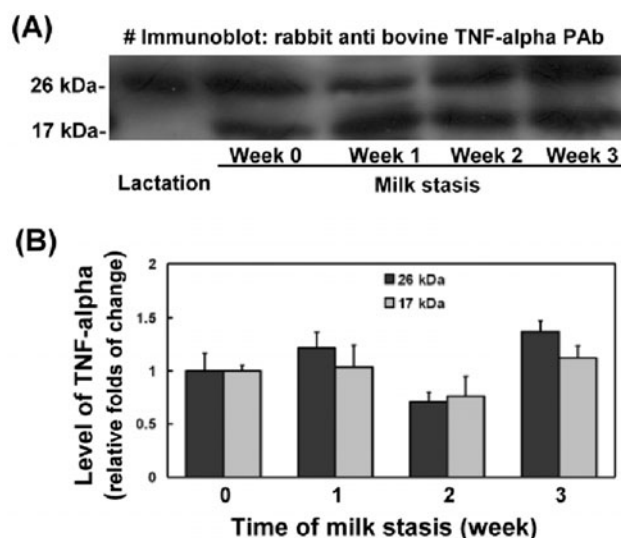 (A)
# Immunoblot: rabbit anti bovine TNF-alpha PAb
26 kDa-
17 kDa-
Week 0 Week 1 Week 2 Week 3
Lactation Milk stasis
(B)
Level of TNF-alpha
(relative folds of change)
2
1.5
1
0.5
0
26 kDa
17 kDa
0 1 2 3
Time of milk stasis (week)